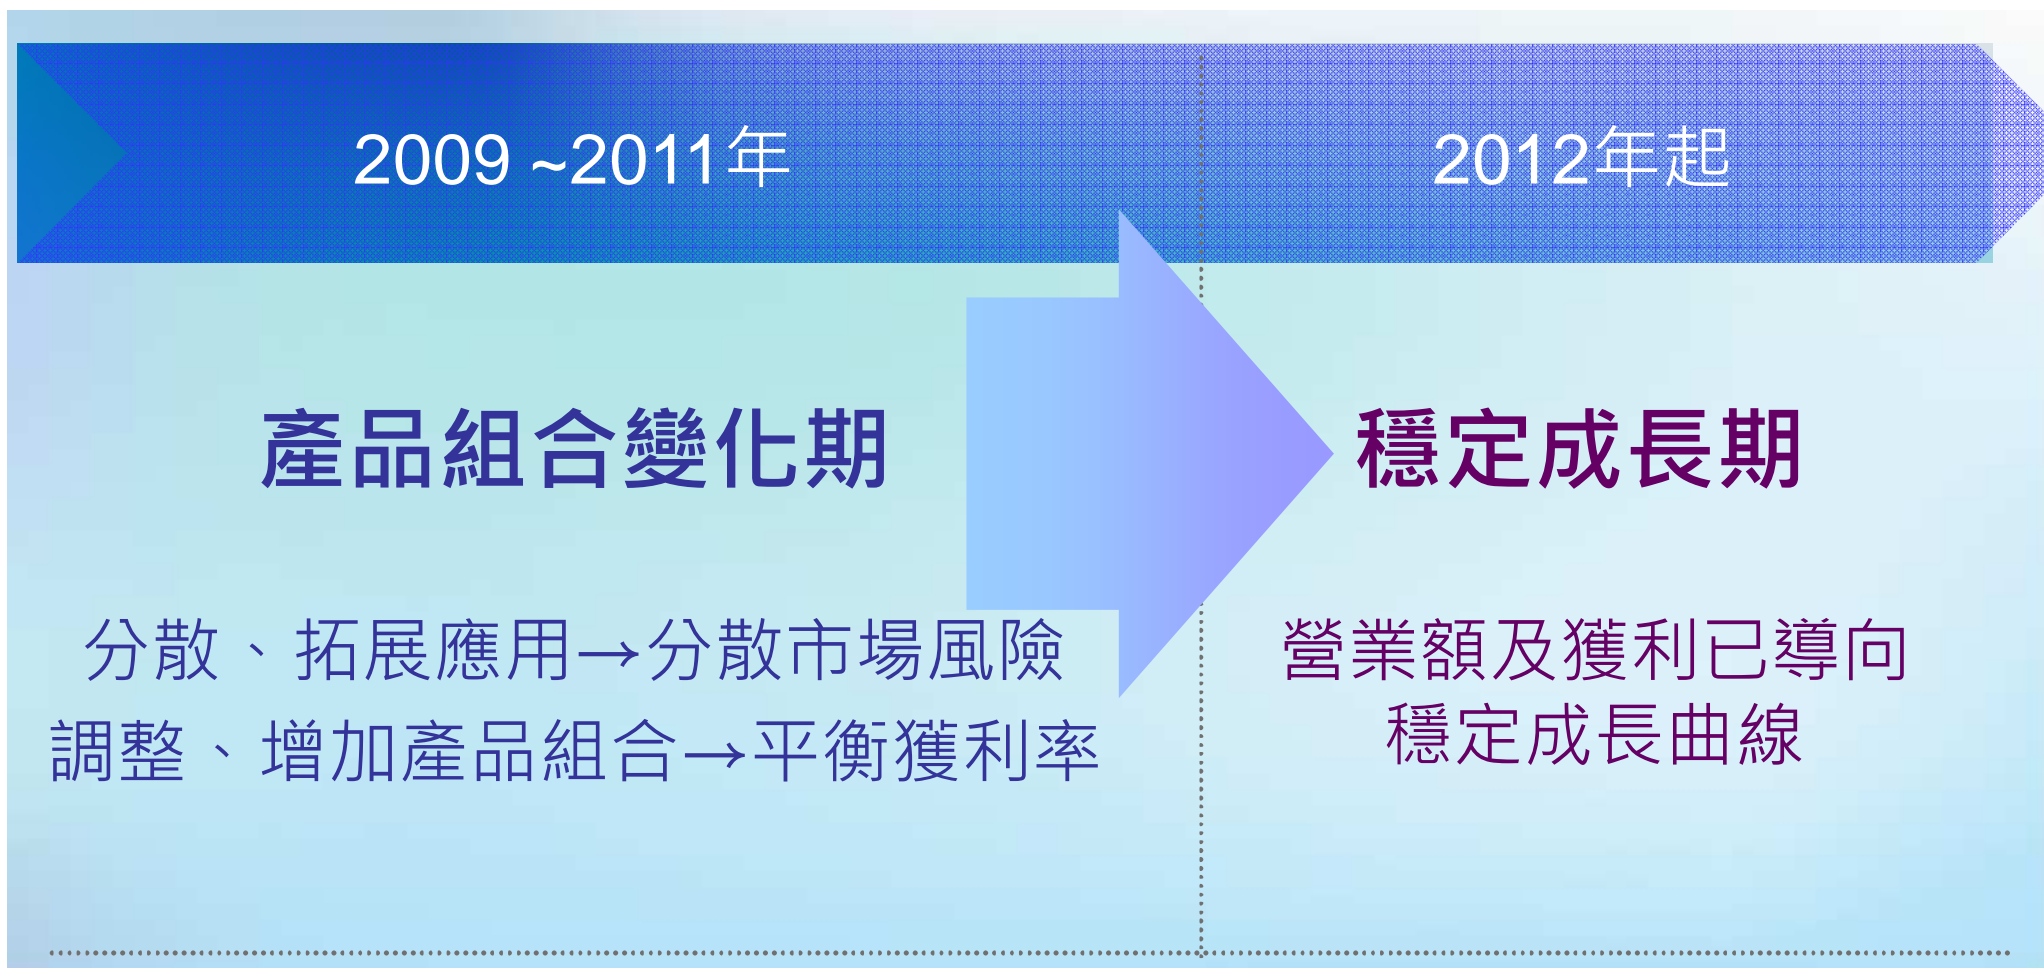 2009 ~2011年
2012年起
產品組合變化期
穩定成長期
分散、拓展應用→分散市場風險
調整、增加產品組合→平衡獲利率
營業額及獲利已導向
穩定成長曲線